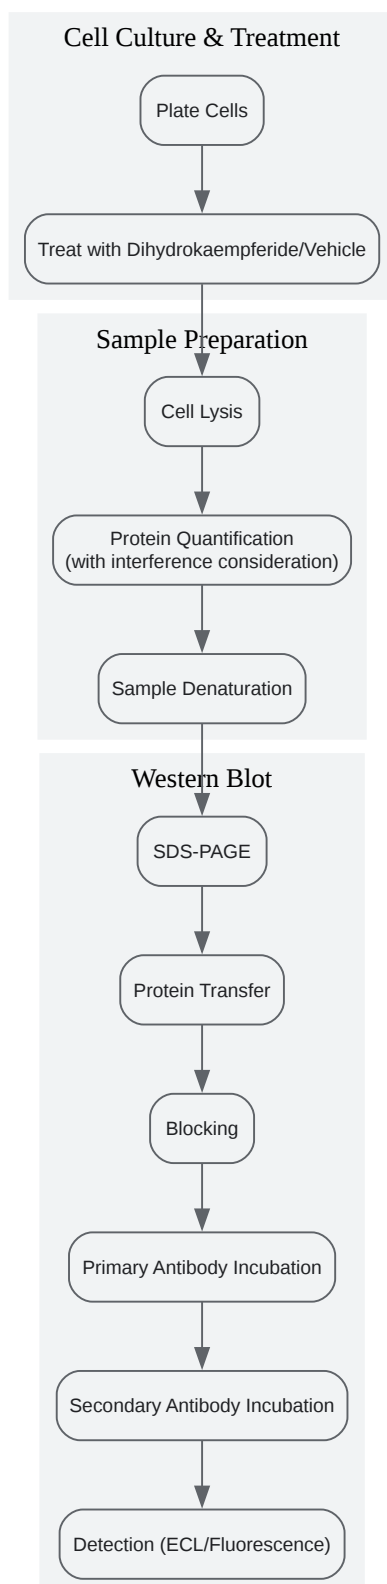 Cell Culture & Treatment
Plate Cells
Treat with Dihydrokaempferide/Vehicle
Sample Preparation
Cell Lysis
Protein Quantification
(with interference consideration)
Sample Denaturation
Western Blot
SDS-PAGE
Protein Transfer
Blocking
Primary Antibody Incubation
Secondary Antibody Incubation
Detection (ECL/Fluorescence)